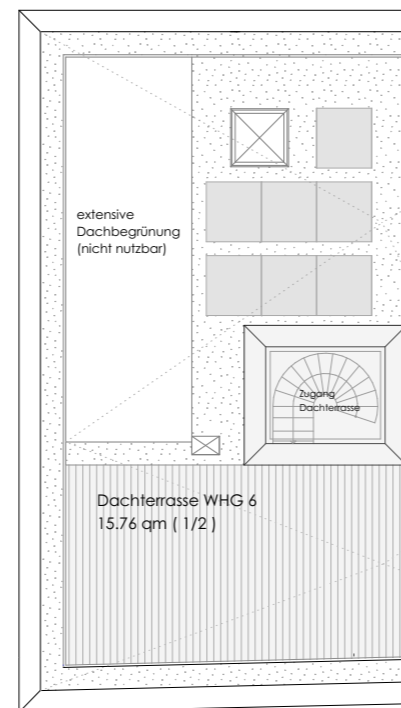 extensive
Dachbegrünung
(nicht nutzbar)
Zugang
Dachterrasse
Dachterrasse WHG 6
15.76 qm ( 1/2 )